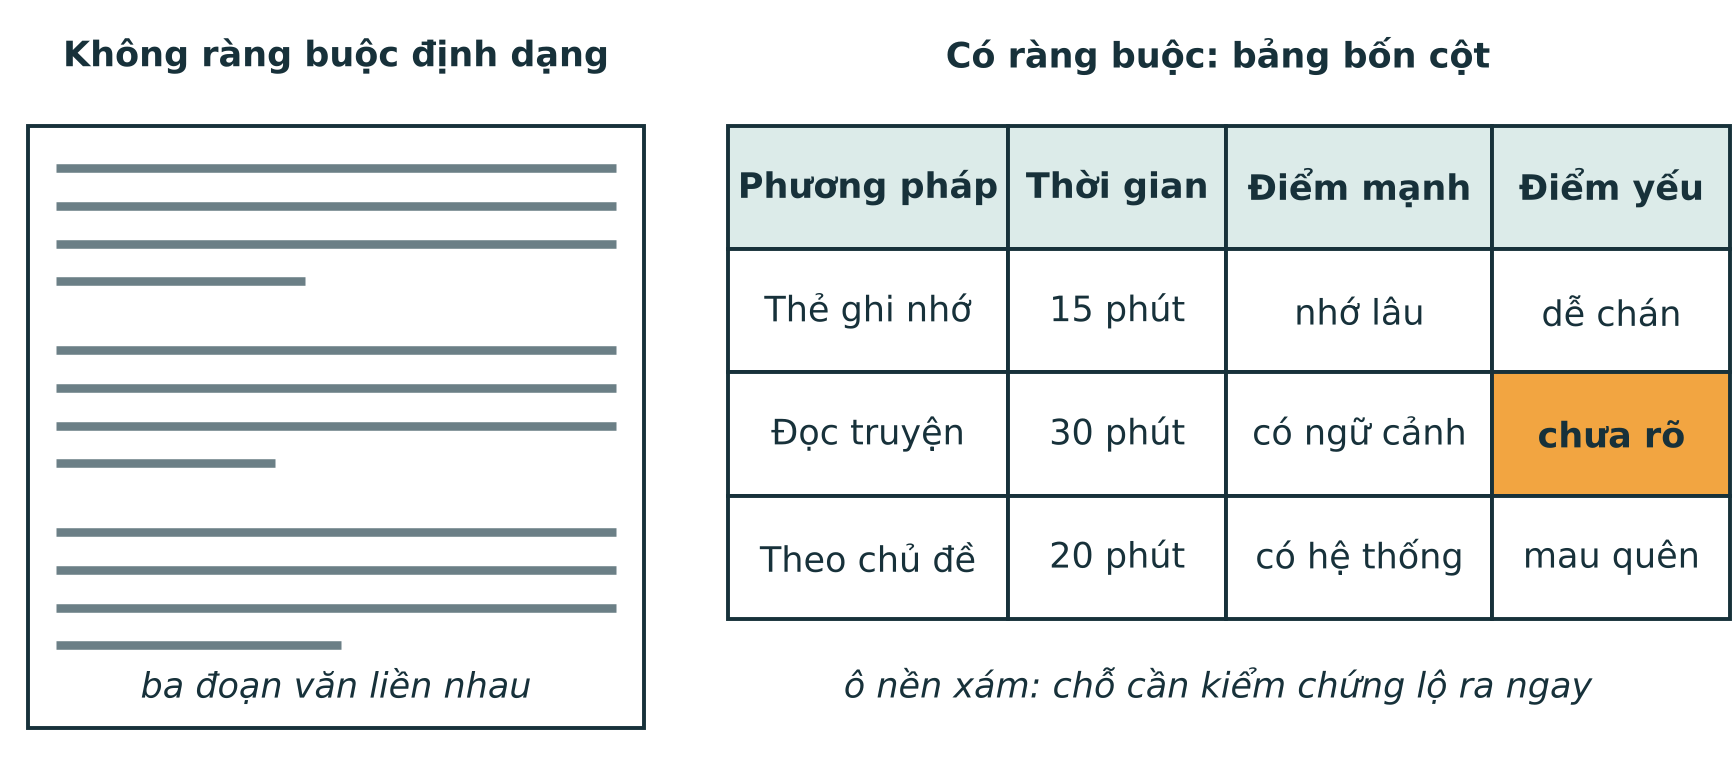 Không ràng buộc định dạng
ba đoạn văn liền nhau
Có ràng buộc: bảng bốn cột
Phương pháp Thời gian Điểm mạnh Điểm yếu
Thẻ ghi nhớ 15 phút nhớ lâu dễ chán
Đọc truyện 30 phút có ngữ cảnh chưa rõ
Theo chủ đề 20 phút có hệ thống mau quên
ô nền xám: chỗ cần kiểm chứng lộ ra ngay